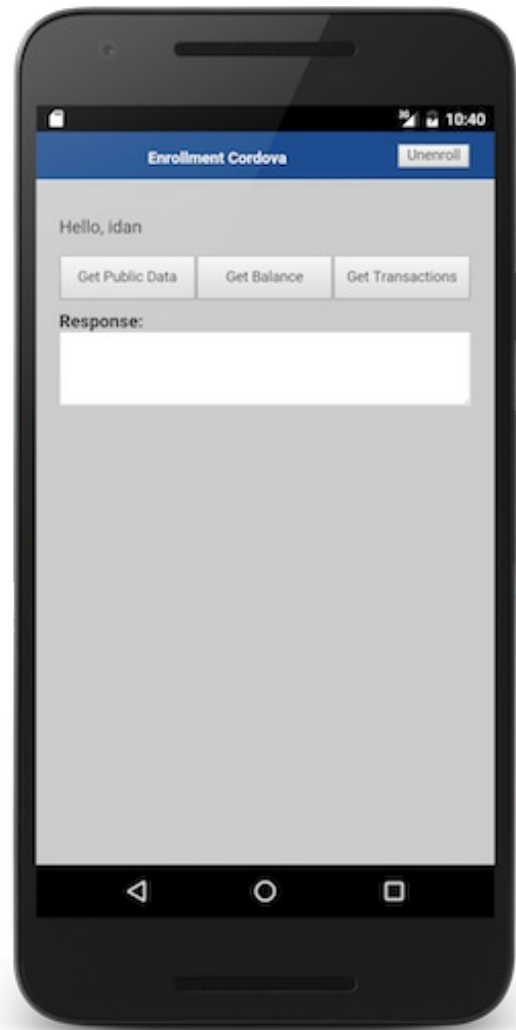 10:40
Enrollment Cordova Unenroll
Hello, idan
Get Public Data Get Balance Get Transactions
Response: